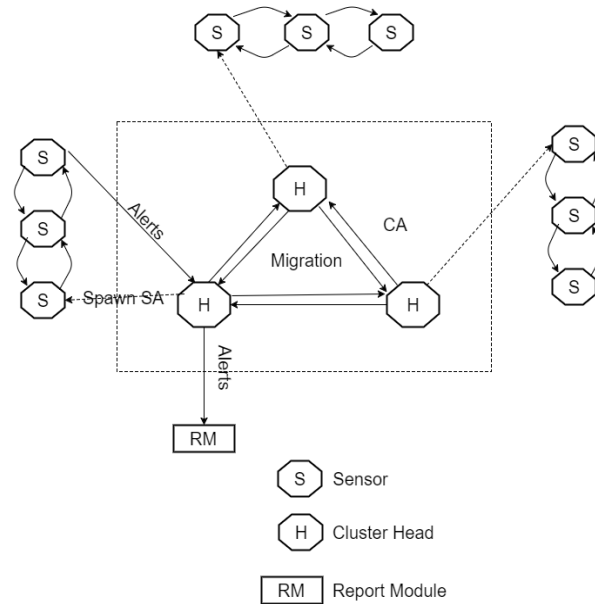 S
S
S
S
S
S
S
S
S
Alerts
H
CA
Migration
Spawn SA
H
H
Alerts
RM
S
Sensor
H
Cluster Head
RM
Report Module